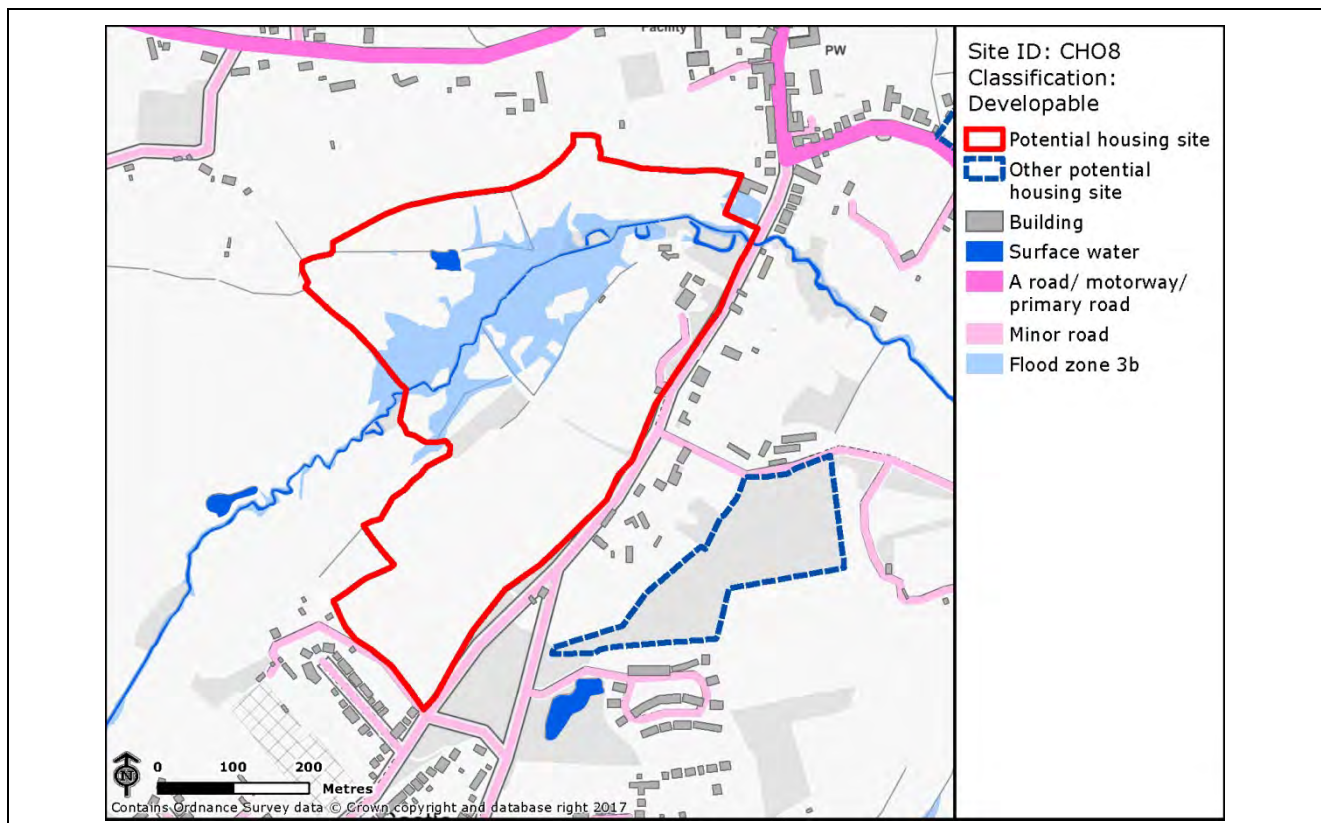 Facility
PW
Site ID: CHO8
Classification:
Developable
Potential housing site
Other potential
housing site
Building
Surface water
A road/ motorway/
primary road
Minor road
Flood zone 3b
N
0 100 200
Metres
Contains Ordnance Survey data © Crown copyright and database right 2017